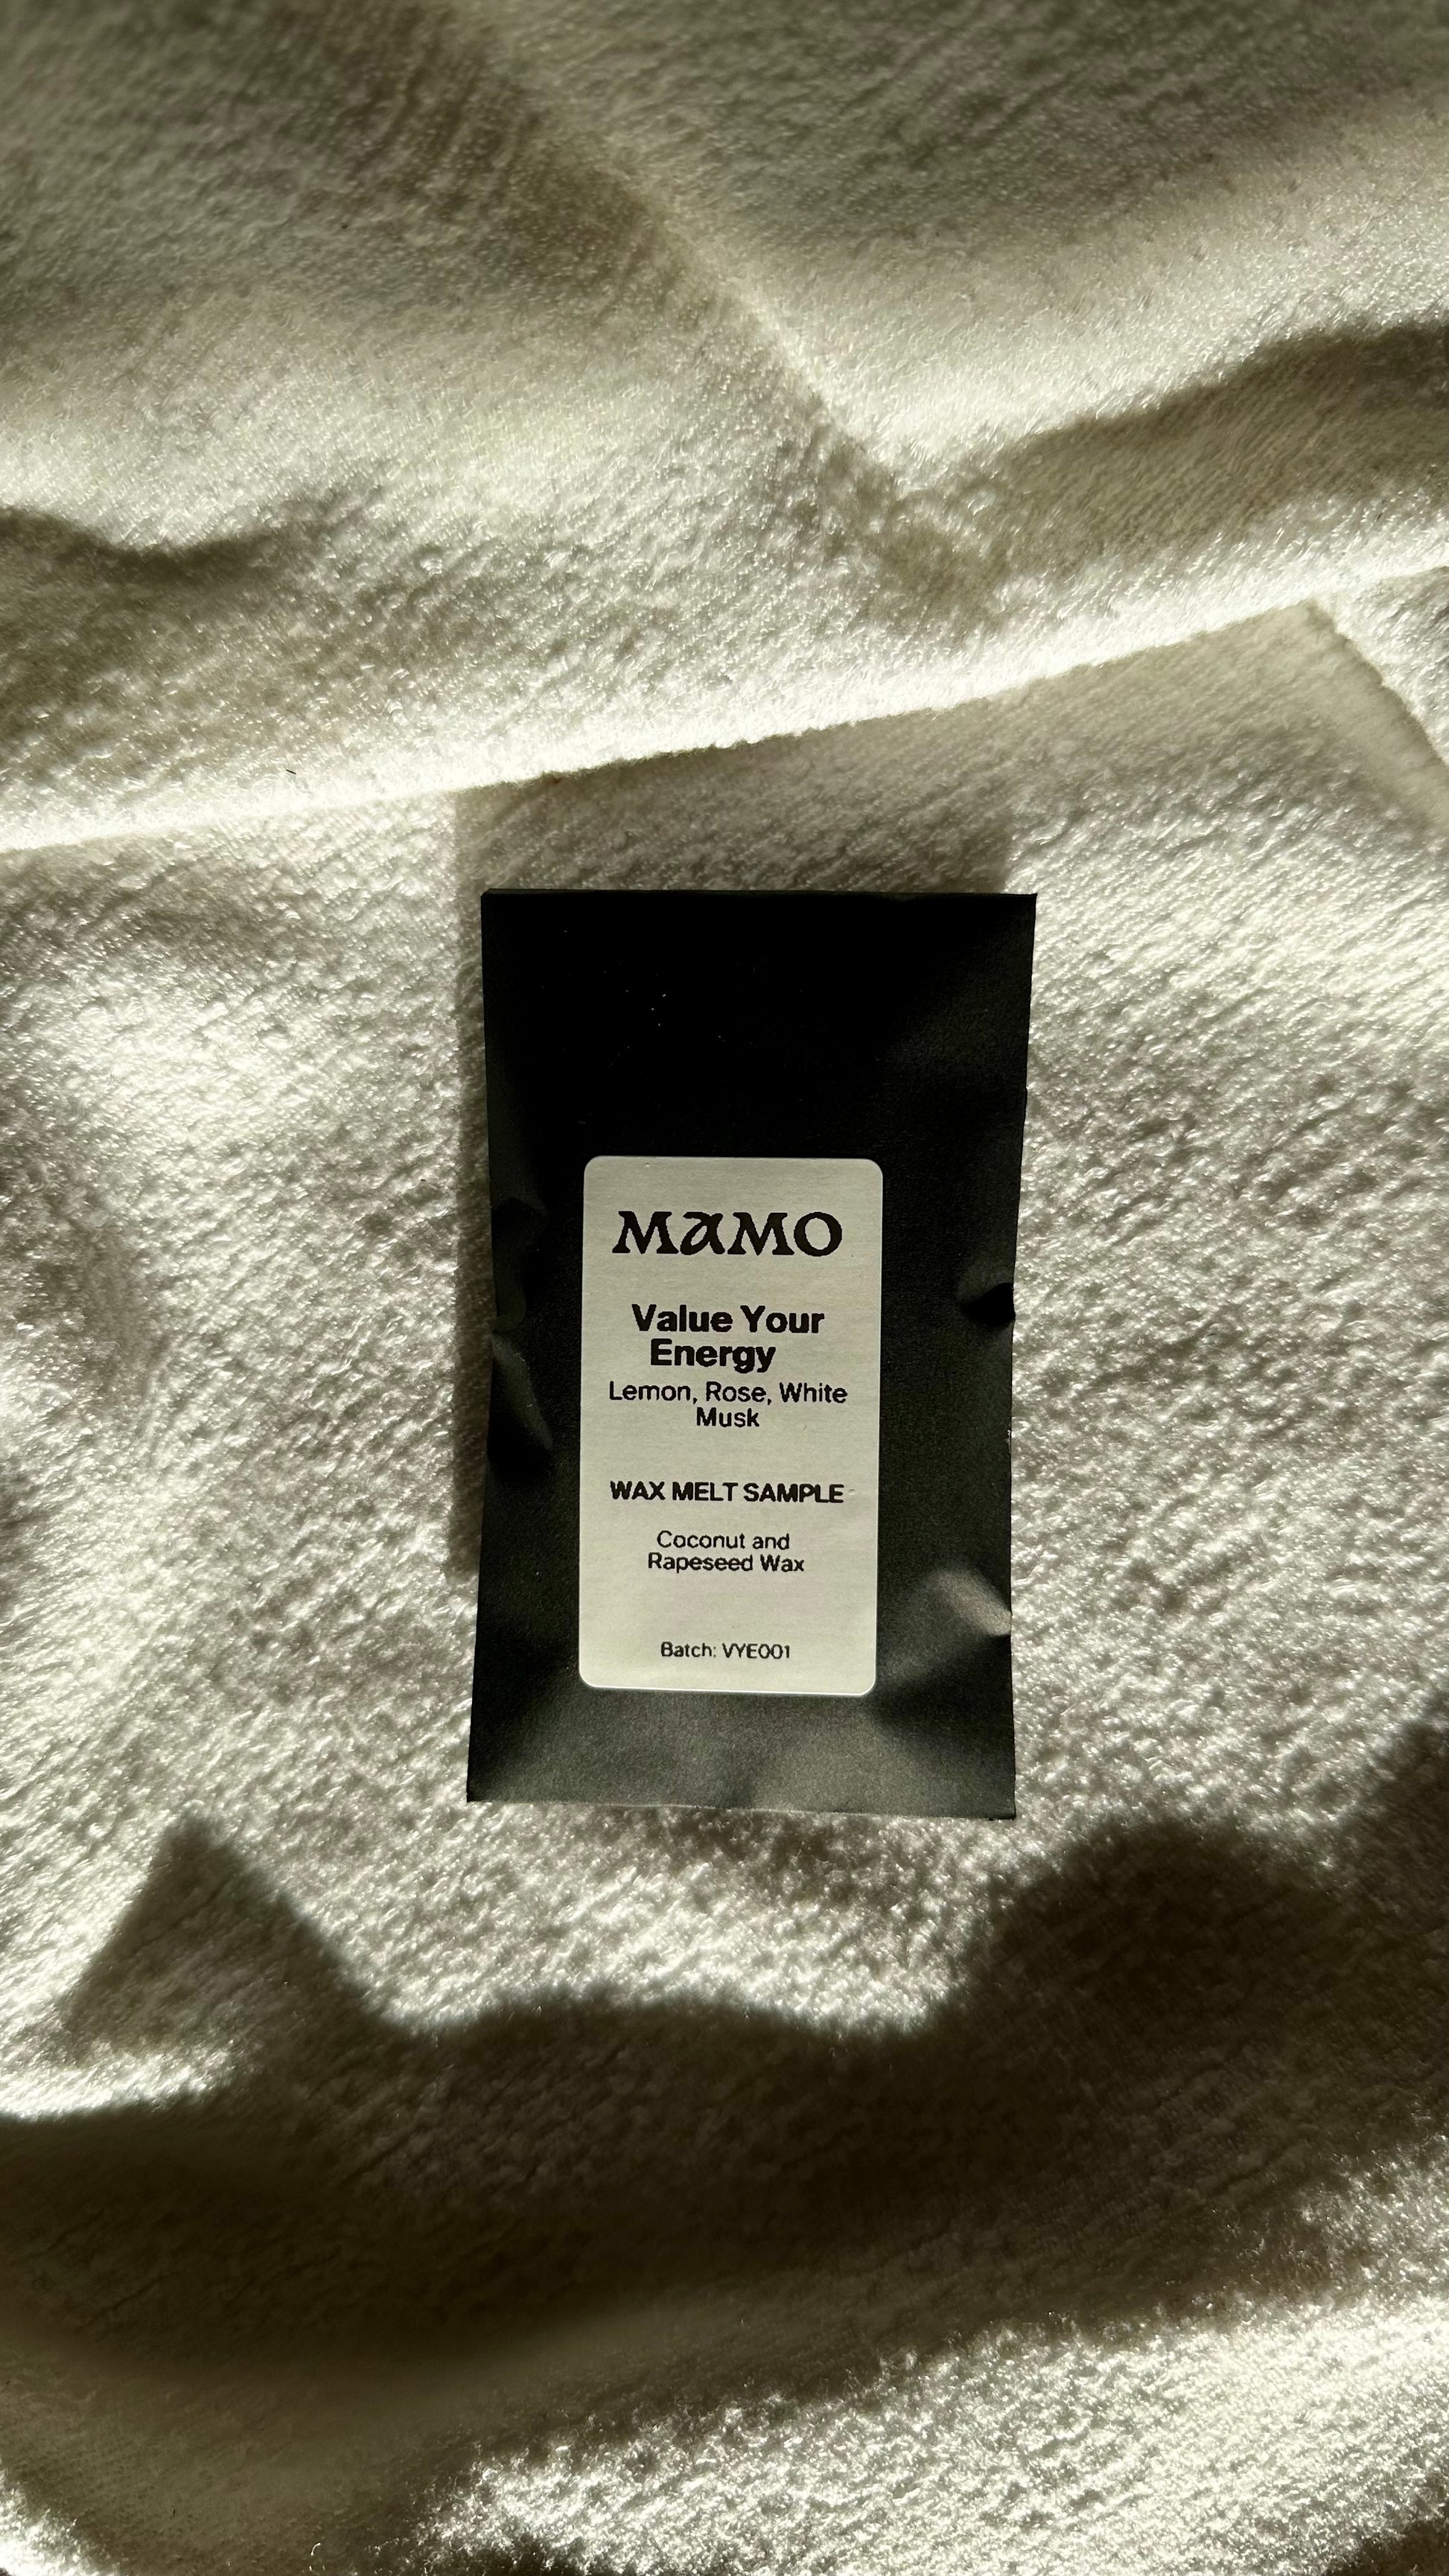 MAMO
Value Your
Energy
Lemon, Rose, White
Musk
WAX MELT SAMPLE
Coconut and
Rapeseed Wax
Batch: VYE001